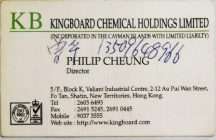 KB KINGBOARD CHEMICAL HOLDINGS LIMITED
(INCORPORATED IN THE CAYMAN ISLANDS WITH LIMITED LIABILITY)
13509698966
PHILIP CHEUNG
Director
5/F., Block K, Valiant Industrial Centre, 2-12 Au Pui Wan Street,
Fo Tan, Shatin, New Territories, Hong Kong.
Tel : 2605 6493
Fax : 2691 5245, 2691 0445
Mobile : 9037 3555
Web site : http://www.kingboard.com